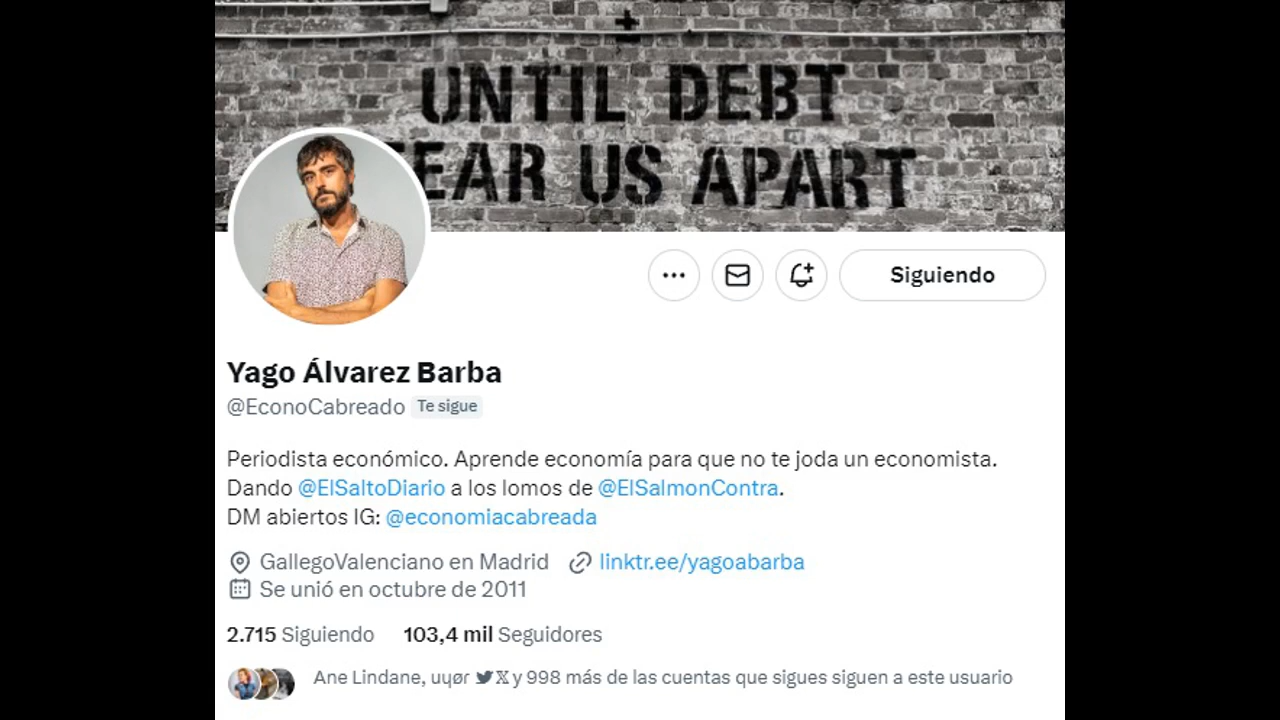 UNTIL DEBT
EAR US APART
Siguiendo
Yago Álvarez Barba
@EconoCabreado Te sigue
Periodista económico. Aprende economía para que no te joda un economista.
Dando @ElSaltoDiario a los lomos de @ElSalmonContra.
DM abiertos IG: @economiacabreada
GallegoValenciano en Madrid linktr.ee/yagoabarba
Se unió en octubre de 2011
2.715 Siguiendo 103,4 mil Seguidores
Ane Lindane, uɥør 𝕏 y 998 más de las cuentas que sigues siguen a este usuario